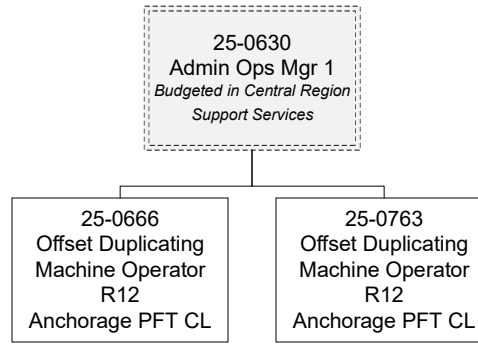 25-0630
Admin Ops Mgr 1
Budgeted in Central Region
Support Services
25-0666
Offset Duplicating
Machine Operator
R12
Anchorage PFT CL
25-0763
Offset Duplicating
Machine Operator
R12
Anchorage PFT CL